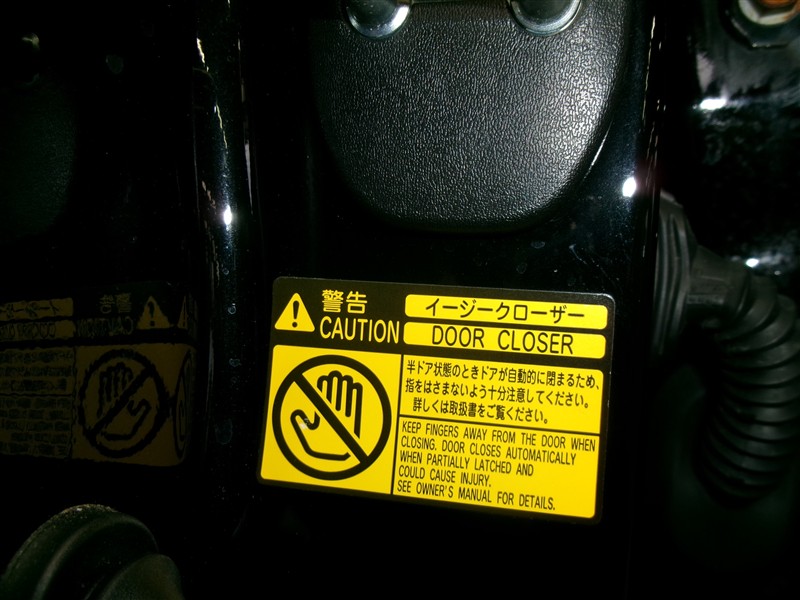 警告
CAUTION
イージークローザー
DOOR CLOSER
半ドア状態のときドアが自動的に閉まるため、
指をはさまないよう十分注意してください。
詳しくは取扱書をご覧ください。
KEEP FINGERS AWAY FROM THE DOOR WHEN
CLOSING. DOOR CLOSES AUTOMATICALLY
WHEN PARTIALLY LATCHED AND
COULD CAUSE INJURY.
SEE OWNER'S MANUAL FOR DETAILS.